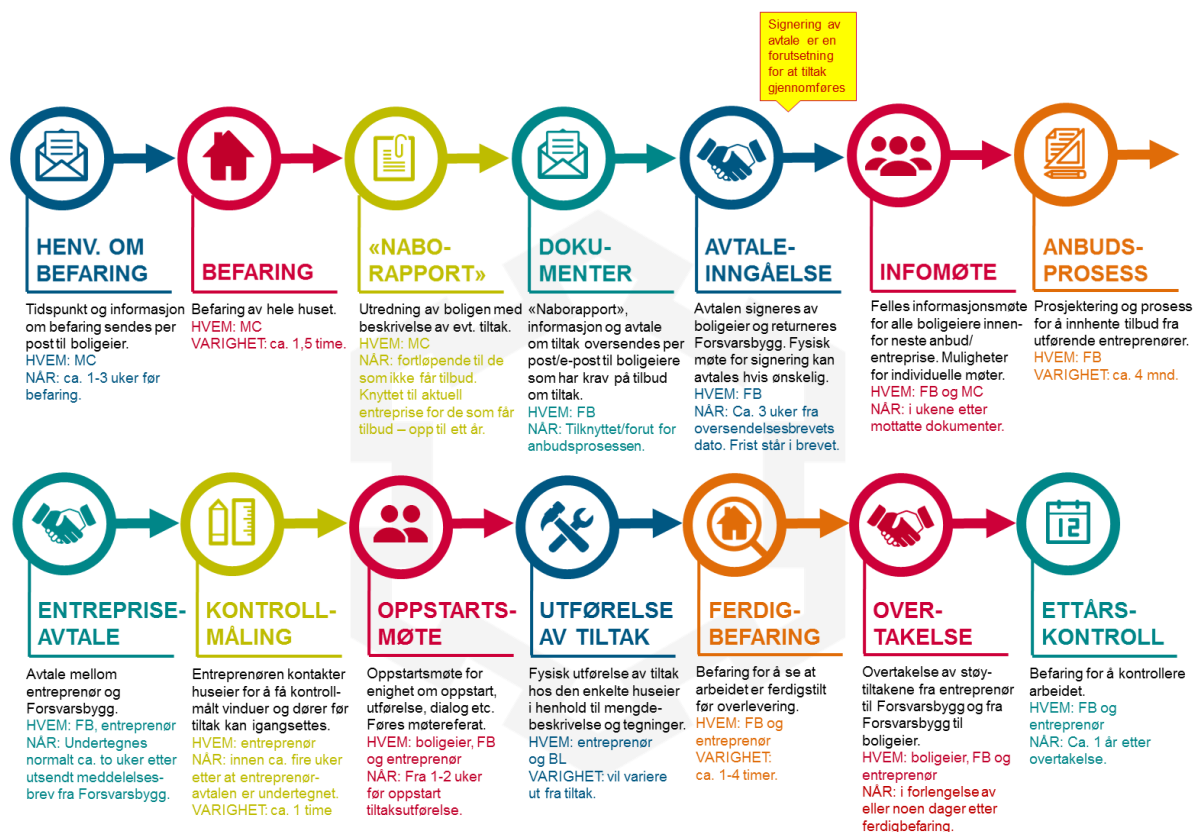 Signering av
avtale er en
forutsetning
for at tiltak
gjennomføres
HENV. OM
BEFARING
Tidspunkt og informasjon
om befaring sendes per
post til boligeier.
HVEM: MC
NÅR: ca. 1-3 uker før
befaring.
BEFARING
Befaring av hele huset.
HVEM: MC
VARIGHET: ca. 1,5 time.
«NABO-
RAPPORT»
Utredning av boligen med
beskrivelse av evt. tiltak.
HVEM: MC
NÅR: fortløpende til de
som ikke får tilbud.
Knyttet til aktuell
entreprise for de som får
tilbud – opp til ett år.
DOKU-
MENTER
«Naborapport»,
informasjon og avtale
om tiltak oversendes per
post/e-post til boligeiere
som har krav på tilbud
om tiltak.
HVEM: FB
NÅR: Tilknyttet/forut for
anbudsprosessen.
AVTALE-
INNGÅELSE
Avtalen signeres av
boligeier og returneres
Forsvarsbygg. Fysisk
møte for signering kan
avtales hvis ønskelig.
HVEM: FB
NÅR: Ca. 3 uker fra
oversendelsesbrevets
dato. Frist står i brevet.
INFOMØTE
Felles informasjonsmøte
for alle boligeiere innen-
for neste anbud/
entreprise. Muligheter
for individuelle møter.
HVEM: FB og MC
NÅR: i ukene etter
mottatte dokumenter.
ANBUDS-
PROSESS
Prosjektering og prosess
for å innhente tilbud fra
utførende entreprenører.
HVEM: FB
VARIGHET: ca. 4 mnd.
ENTREPRISE-
AVTALE
Avtale mellom
entreprenør og
Forsvarsbygg.
HVEM: FB, entreprenør
NÅR: Undertegnes
normalt ca. to uker etter
utsendt meddelelses-
brev fra Forsvarsbygg.
KONTROLL-
MÅLING
Entreprenøren kontakter
huseier for å få kontroll-
målt vinduer og dører før
tiltak kan igangsettes.
HVEM: entreprenør
NÅR: innen ca. fire uker
etter at entreprenør-
avtalen er undertegnet.
VARIGHET: ca. 1 time
OPPSTARTS-
MØTE
Oppstartsmøte for
enighet om oppstart,
utførelse, dialog etc.
Føres møtereferat.
HVEM: boligeier, FB
og entreprenør
NÅR: Fra 1-2 uker
før oppstart
tiltaksutførelse.
UTFØRELSE
AV TILTAK
Fysisk utførelse av tiltak
hos den enkelte huseier
i henhold til mengde-
beskrivelse og tegninger.
HVEM: entreprenør
og BL
VARIGHET: vil variere
ut fra tiltak.
FERDIG-
BEFARING
Befaring for å se at
arbeidet er ferdigstilt
før overlevering.
HVEM: FB og
entreprenør
VARIGHET:
ca. 1-4 timer.
OVER-
TAKELSE
Overtakelse av støy-
tiltakene fra entreprenør
til Forsvarsbygg og fra
Forsvarsbygg til
boligeier.
HVEM: boligeier, FB og
entreprenør
NÅR: i forlengelse av
eller noen dager etter
ferdigbefaring.
12
ETTÅRS-
KONTROLL
Befaring for å kontrollere
arbeidet.
HVEM: FB og
entreprenør
NÅR: Ca. 1 år etter
overtakelse.